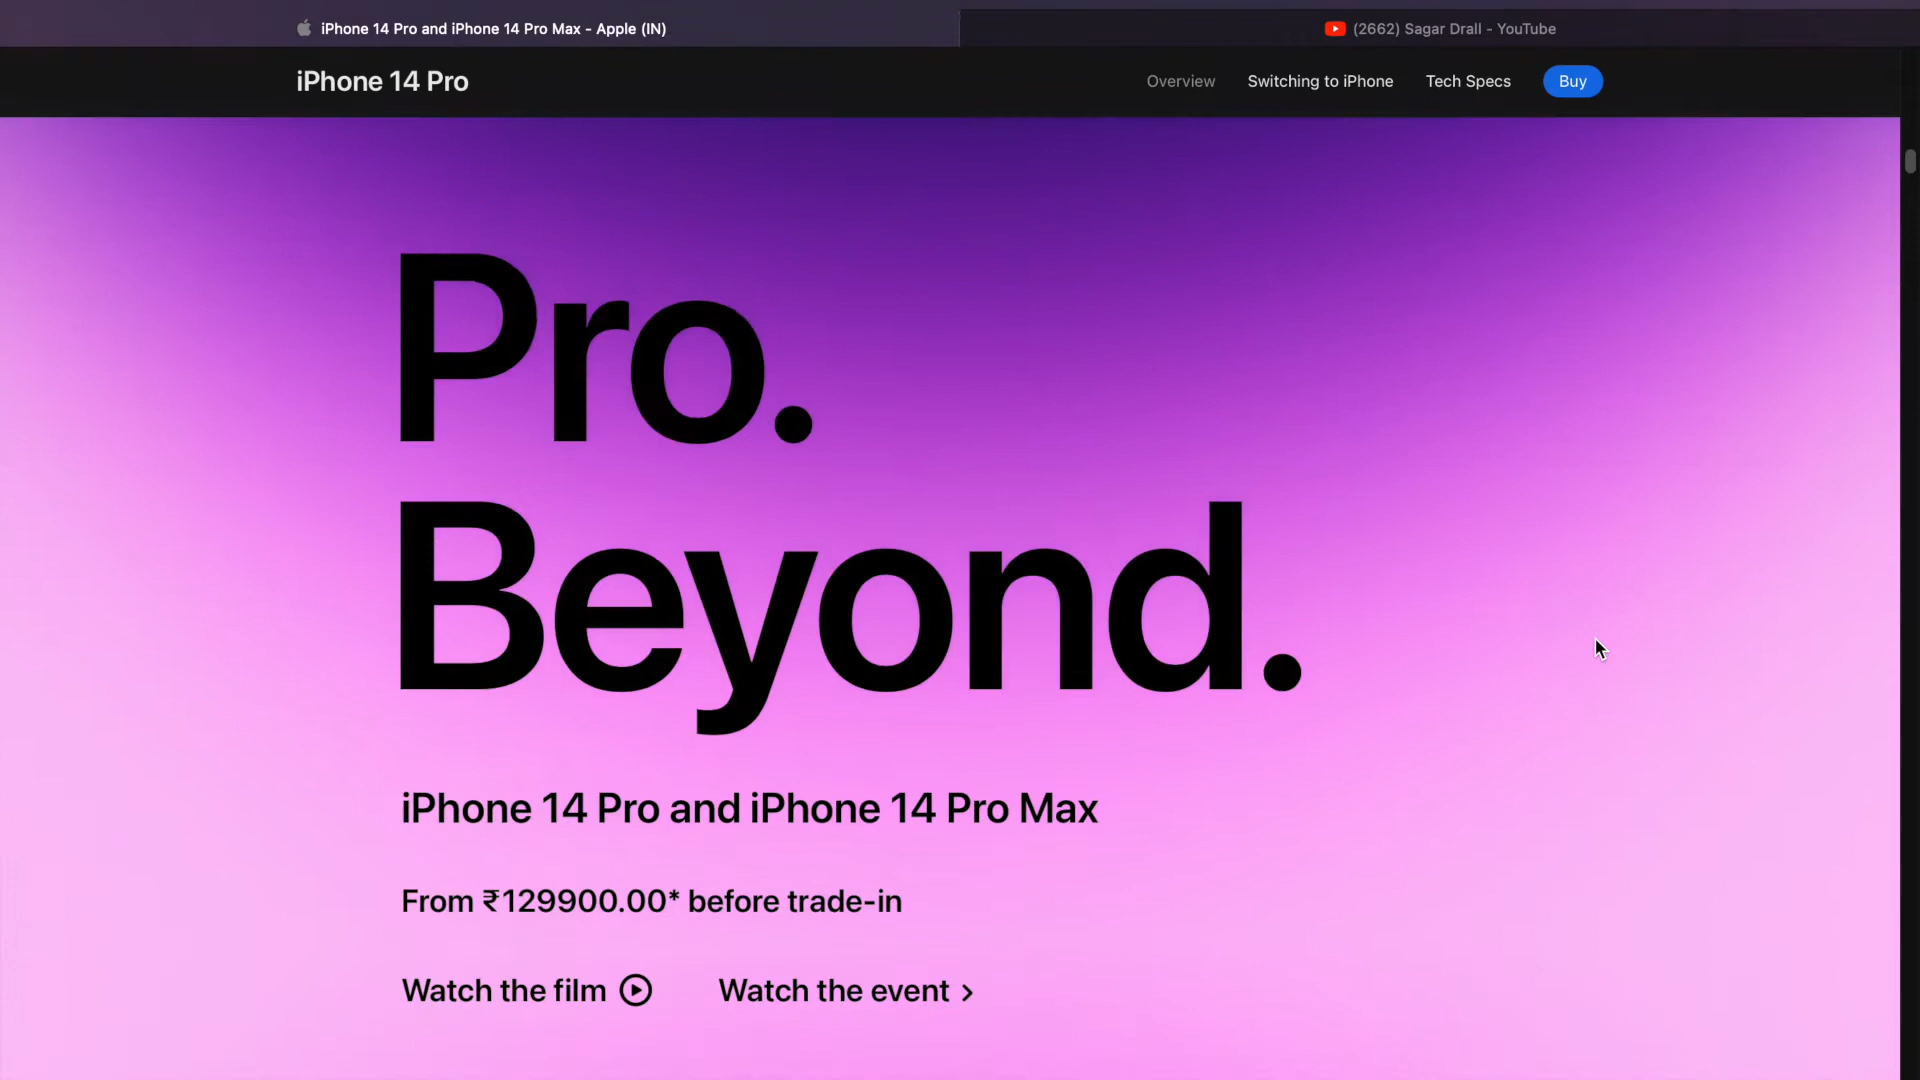 iPhone 14 Pro and iPhone 14 Pro Max - Apple (IN)
(2662) Sagar Drall - YouTube
iPhone 14 Pro
Overview
Switching to iPhone
Tech Specs
Buy
Pro.
Beyond.
iPhone 14 Pro and iPhone 14 Pro Max
From ₹129900.00* before trade-in
Watch the film
Watch the event >